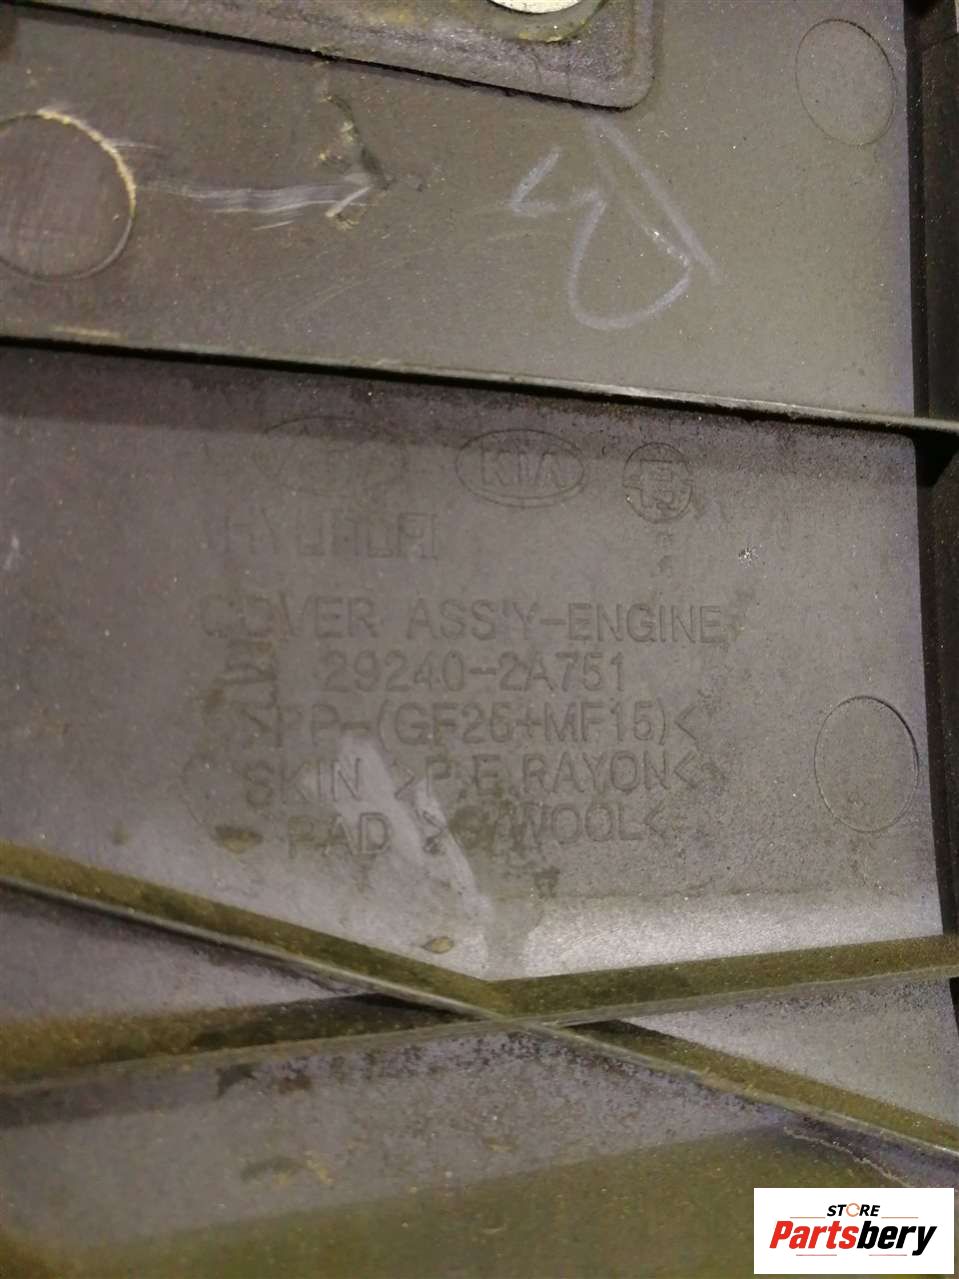 KIA
HYUNDAI
COVER ASS'Y-ENGINE
29240-2A751
>PP-(GF25+MF15)<
SKIN >P.E RAYON<
PAD >G/WOOL<
STORE
Partsbery